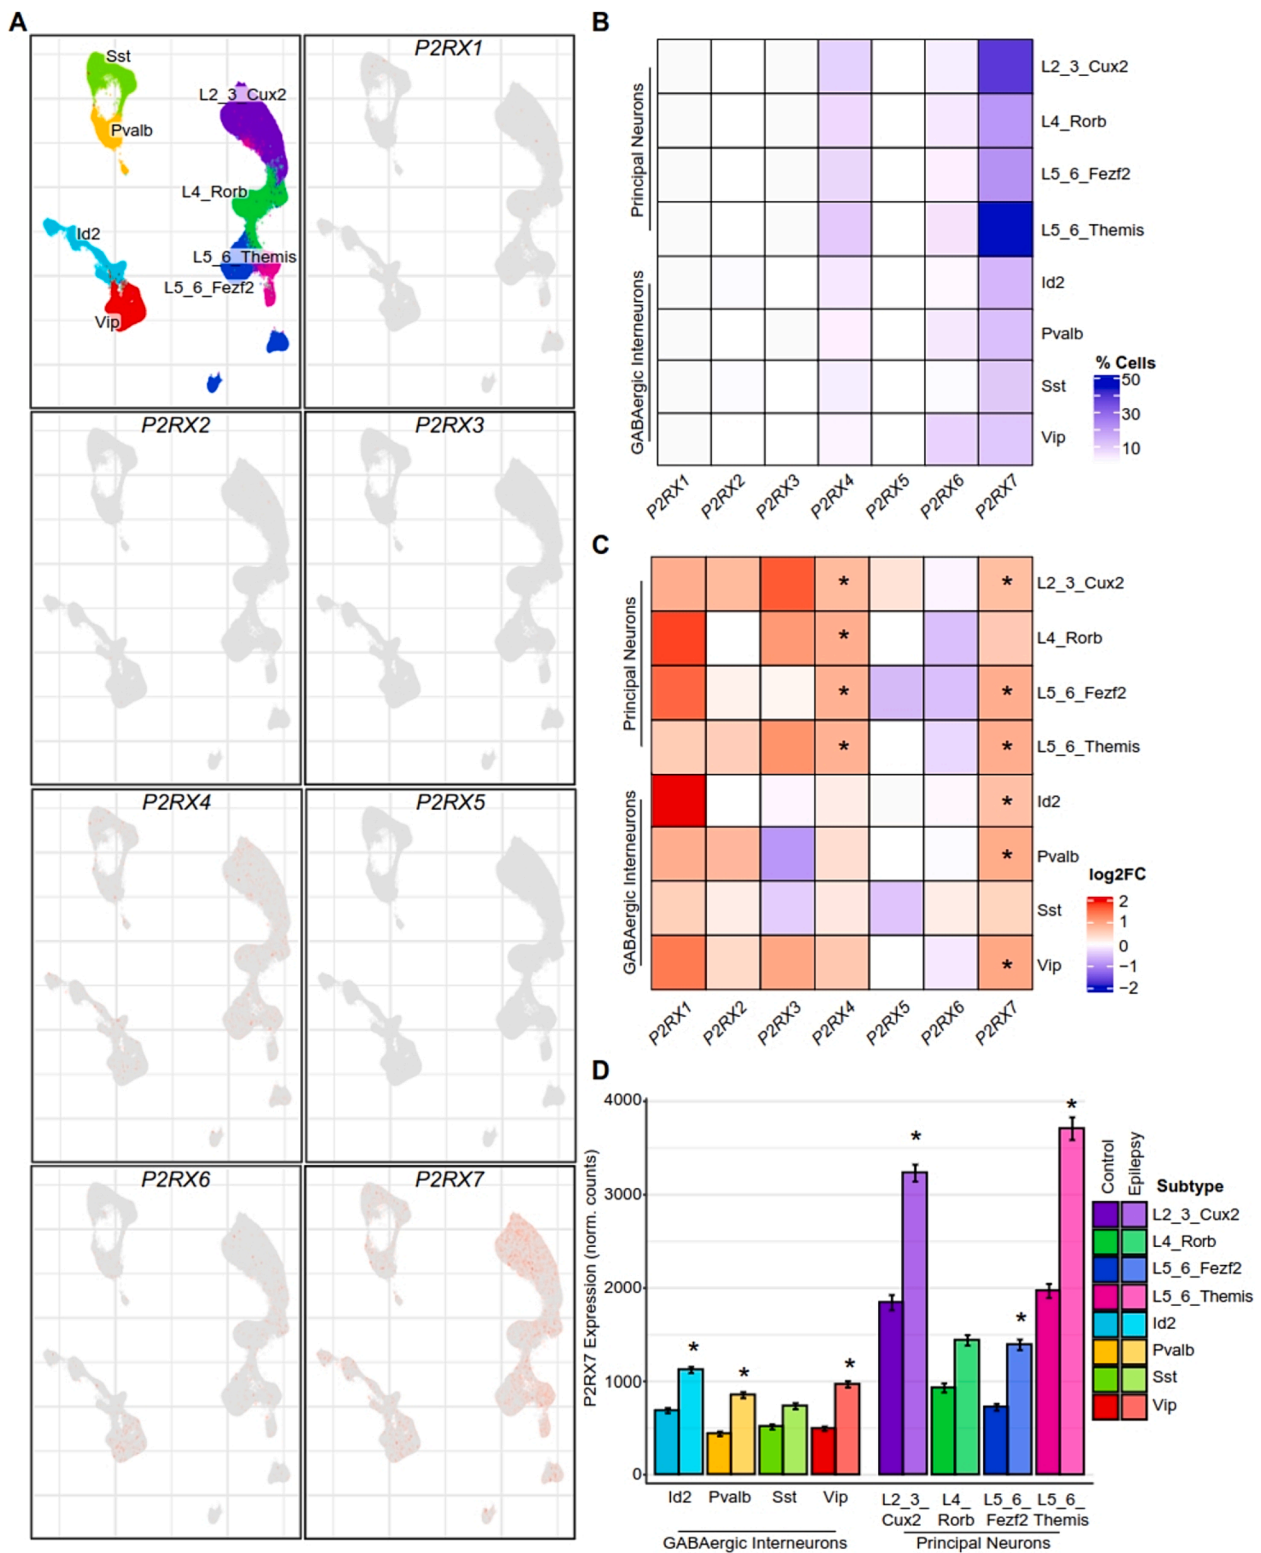 A
Sst
Pvalb
L2_3_Cux2
L4_Rorb
Id2
L5_6_Themis
L5_6_Fezf2
Vip
P2RX1
P2RX2
P2RX3
P2RX4
P2RX5
P2RX6
P2RX7
B
Principal Neurons
GABAergic Interneurons
L2_3_Cux2
L4_Rorb
L5_6_Fezf2
L5_6_Themis
Id2
Pvalb
Sst
Vip
% Cells
50
30
10
P2RX1
P2RX2
P2RX3
P2RX4
P2RX5
P2RX6
P2RX7
C
Principal Neurons
GABAergic Interneurons
* * L2_3_Cux2
* L4_Rorb
* * L5_6_Fezf2
* * L5_6_Themis
* Id2
* Pvalb
Sst
* Vip
log2FC
2
1
0
−1
−2
P2RX1
P2RX2
P2RX3
P2RX4
P2RX5
P2RX6
P2RX7
D
P2RX7 Expression (norm. counts)
4000
3000
2000
1000
0
* * * * * *
Id2
Pvalb
Sst
Vip
L2_3_
Cux2
L4_
Rorb
L5_6_
Fezf2
L5_6_
Themis
GABAergic Interneurons
Principal Neurons
Control
Epilepsy
Subtype
L2_3_Cux2
L4_Rorb
L5_6_Fezf2
L5_6_Themis
Id2
Pvalb
Sst
Vip